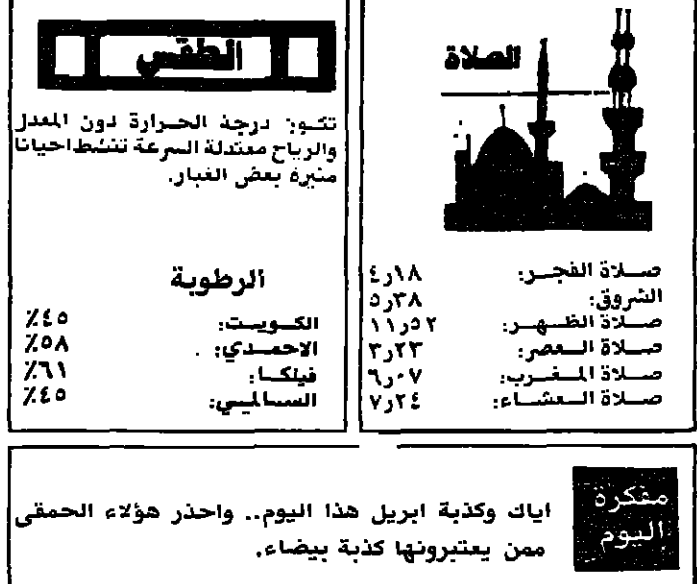 الصلاة
صلاة الفجر: ٤٫١٨
الشروق: ٥٫٣٨
صلاة الظهر: ١١٫٥٢
صلاة العصر: ٣٫٢٣
صلاة المغرب: ٦٫٠٧
صلاة العشاء: ٧٫٢٤
الطقس
تكون درجة الحرارة دون المعدل
والرياح معتدلة السرعة تنشط احيانا
مثيرة بعض الغبار.
الرطوبة
الكويت: ٤٥٪
الاحمدي: ٥٨٪
فيلكا: ٦١٪
السالمي: ٤٥٪
مفكرة
اليوم
اياك وكذبة ابريل هذا اليوم.. واحذر هؤلاء الحمقى
ممن يعتبرونها كذبة بيضاء.